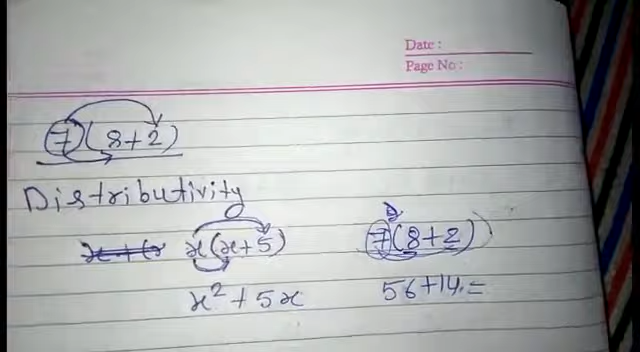 Date :
Page No :
7(8+2)
Distributivity
x(x+5) 7(8+2)
x² + 5x 56+14=